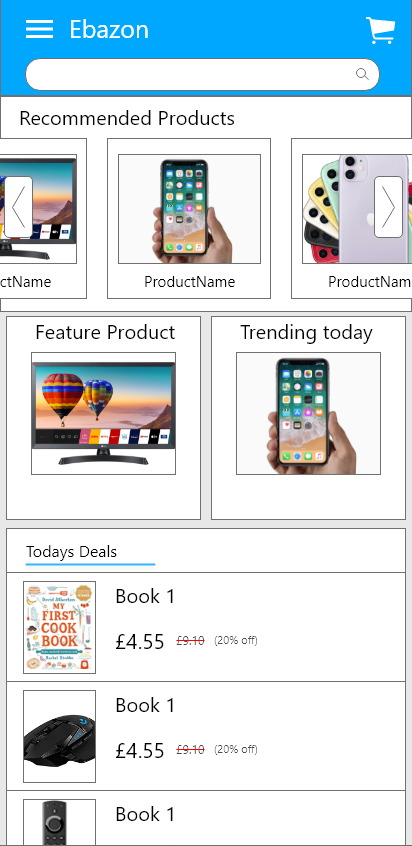 Ebazon
Recommended Products
ctName
ProductName
ProductNam
Feature Product
Trending today
Todays Deals
MY
FIRST
COOK
BOOK
Book 1
£4.55 £9.10 (20% off)
Book 1
£4.55 £9.10 (20% off)
Book 1